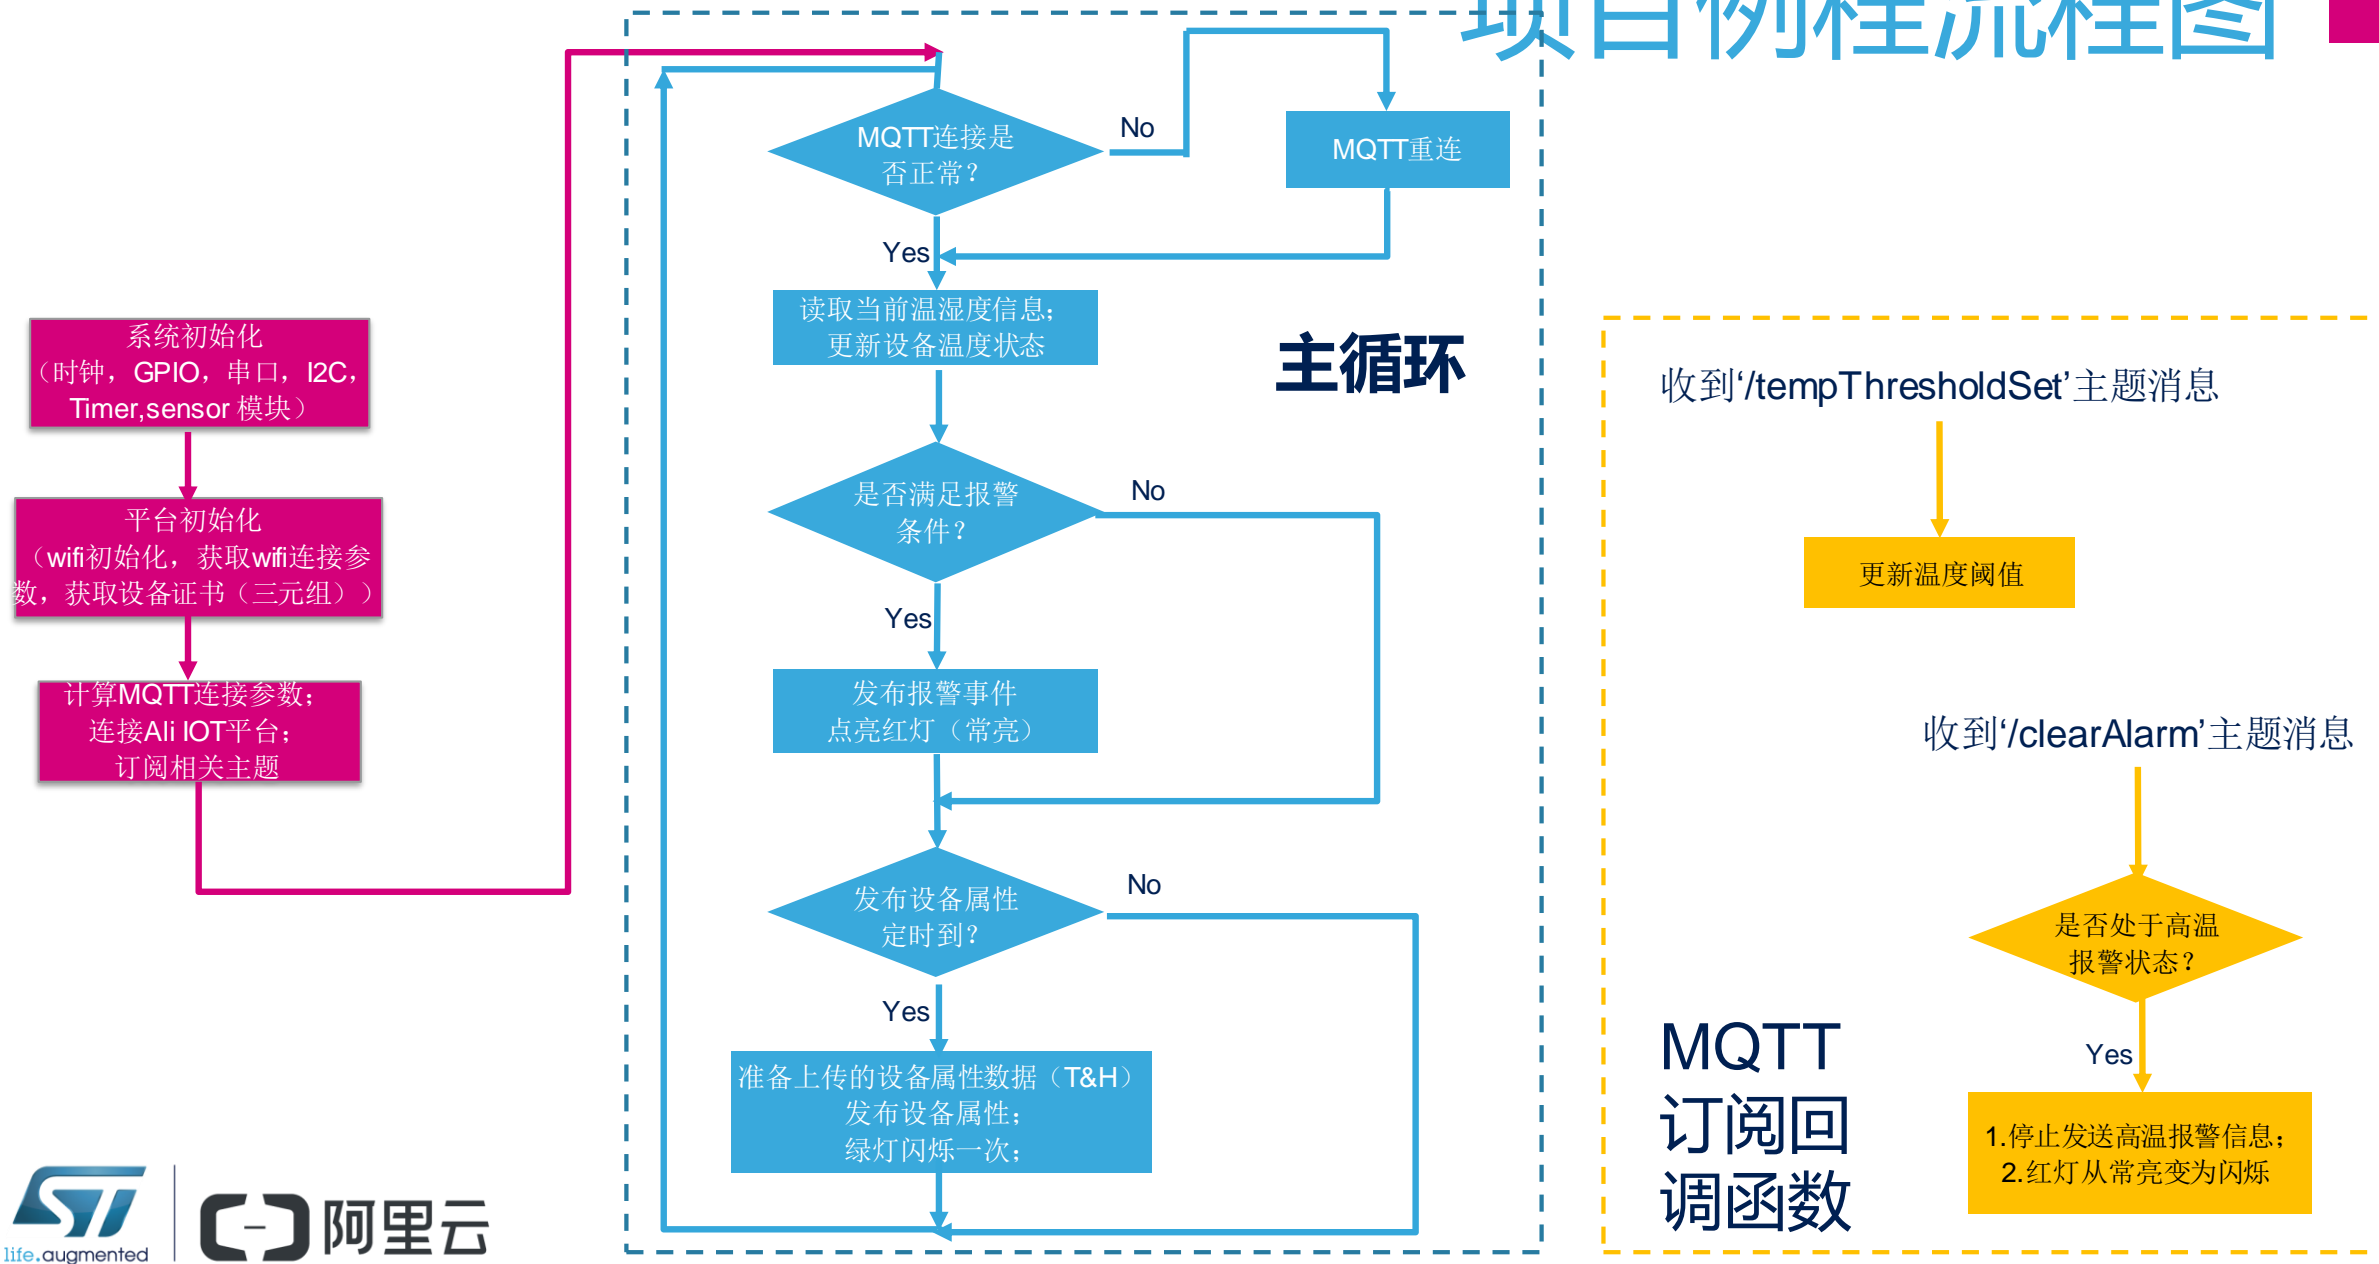 项目例程流程图
系统初始化
（时钟，GPIO，串口，I2C，
Timer,sensor 模块）
平台初始化
（wifi初始化，获取wifi连接参
数，获取设备证书（三元组））
计算MQTT连接参数；
连接Ali IOT平台；
订阅相关主题
MQTT连接是
否正常？
No
MQTT重连
Yes
读取当前温湿度信息；
更新设备温度状态
主循环
是否满足报警
条件？
No
Yes
发布报警事件
点亮红灯（常亮）
发布设备属性
定时到？
No
Yes
准备上传的设备属性数据（T&H）
发布设备属性；
绿灯闪烁一次；
收到‘/tempThresholdSet’主题消息
更新温度阈值
收到‘/clearAlarm’主题消息
是否处于高温
报警状态？
Yes
1.停止发送高温报警信息；
2.红灯从常亮变为闪烁
MQTT
订阅回
调函数
ST
life.augmented
阿里云